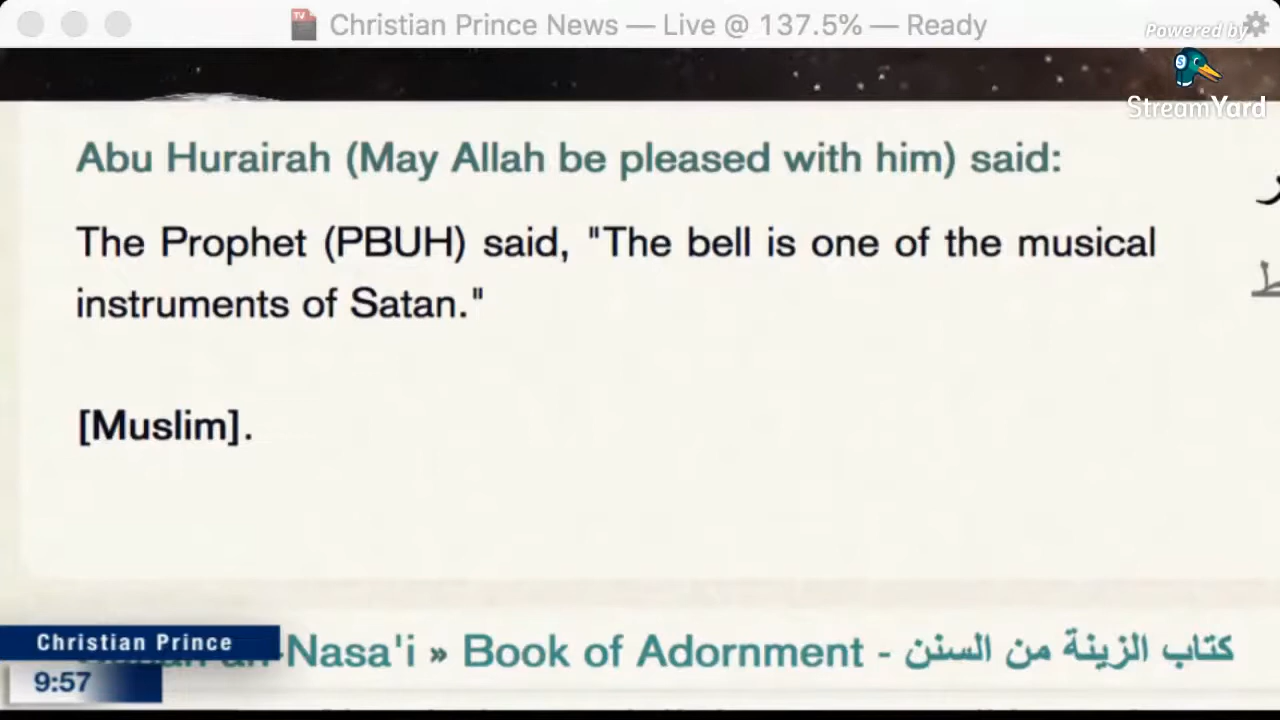 Christian Prince News — Live @ 137.5% — Ready
Powered by
StreamYard
Abu Hurairah (May Allah be pleased with him) said:
The Prophet (PBUH) said, "The bell is one of the musical
instruments of Satan."
[Muslim].
an-Nasa'i » Book of Adornment - كتاب الزينة من السنن
Christian Prince
9:57